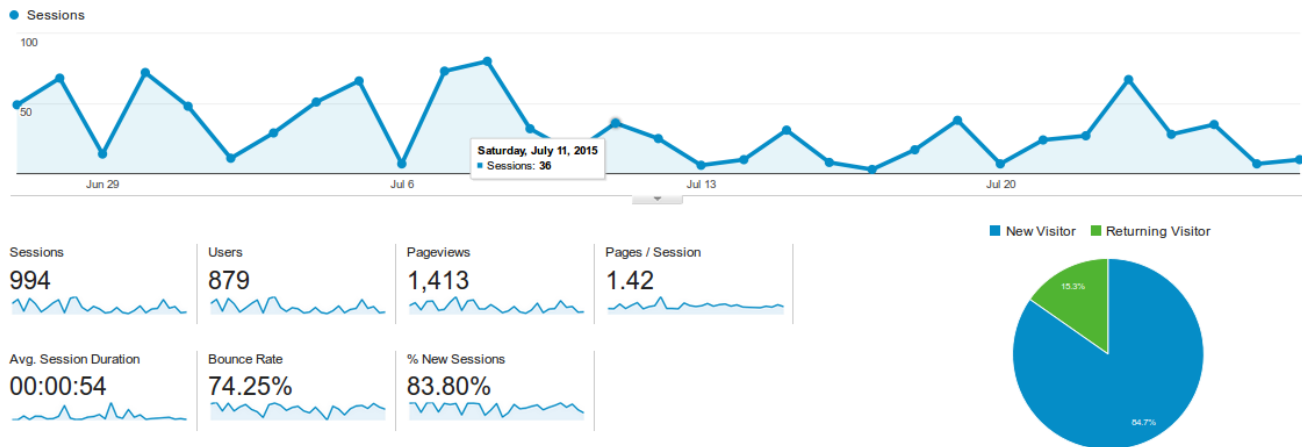 Sessions
100
50
Saturday, July 11, 2015
Sessions: 36
Jun 29
Jul 6
Jul 13
Jul 20
New Visitor
Returning Visitor
Sessions
994
Users
879
Pageviews
1,413
Pages / Session
1.42
15.3%
Avg. Session Duration
00:00:54
Bounce Rate
74.25%
% New Sessions
83.80%
84.7%